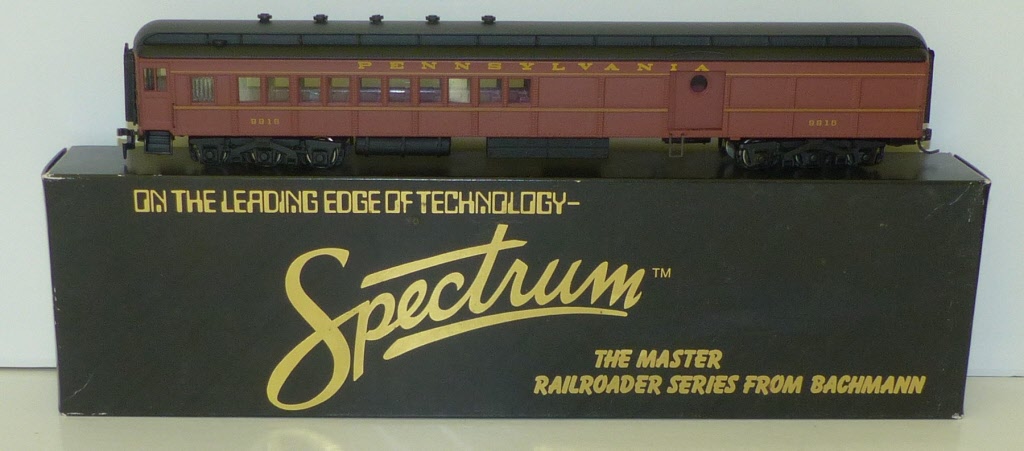 PENNSYLVANIA
ON THE LEADING EDGE OF TECHNOLOGY-
Spectrum™
THE MASTER
RAILROADER SERIES FROM BACHMANN